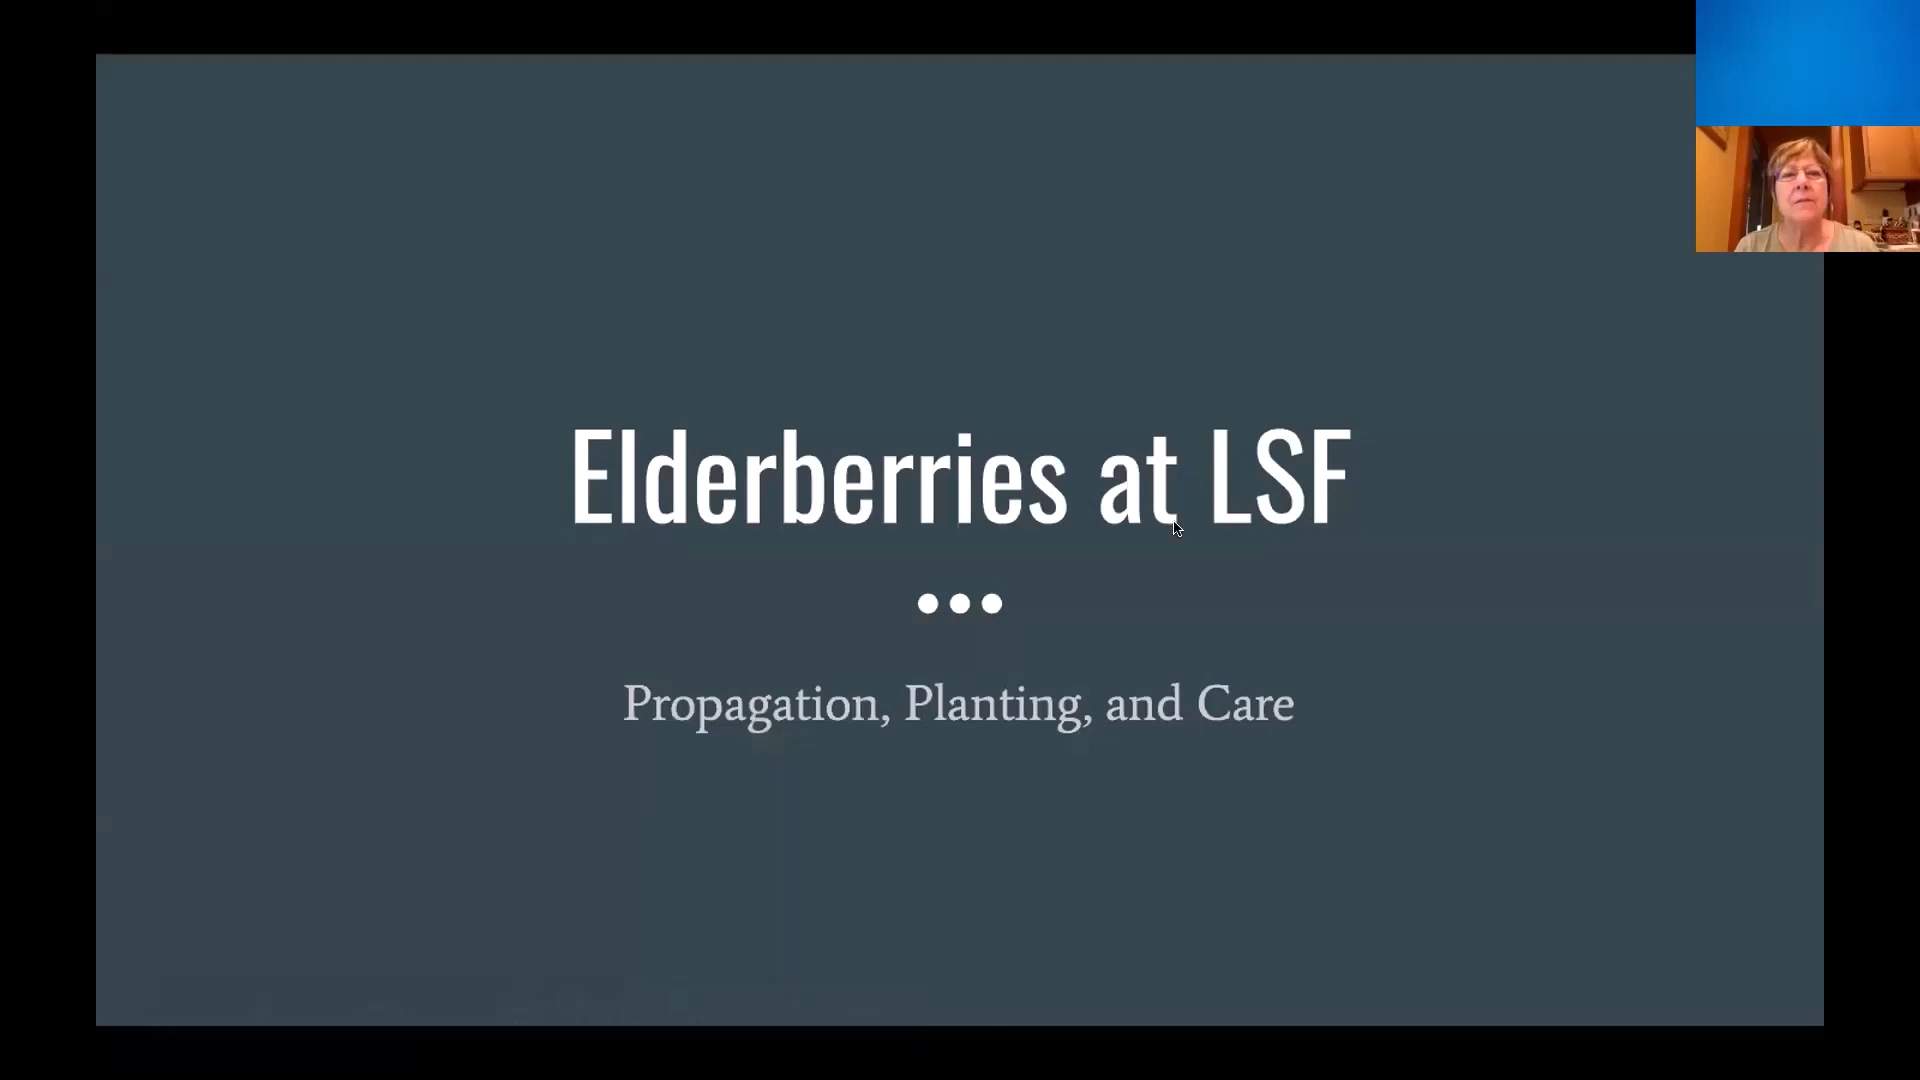 Elderberries at LSF
Propagation, Planting, and Care